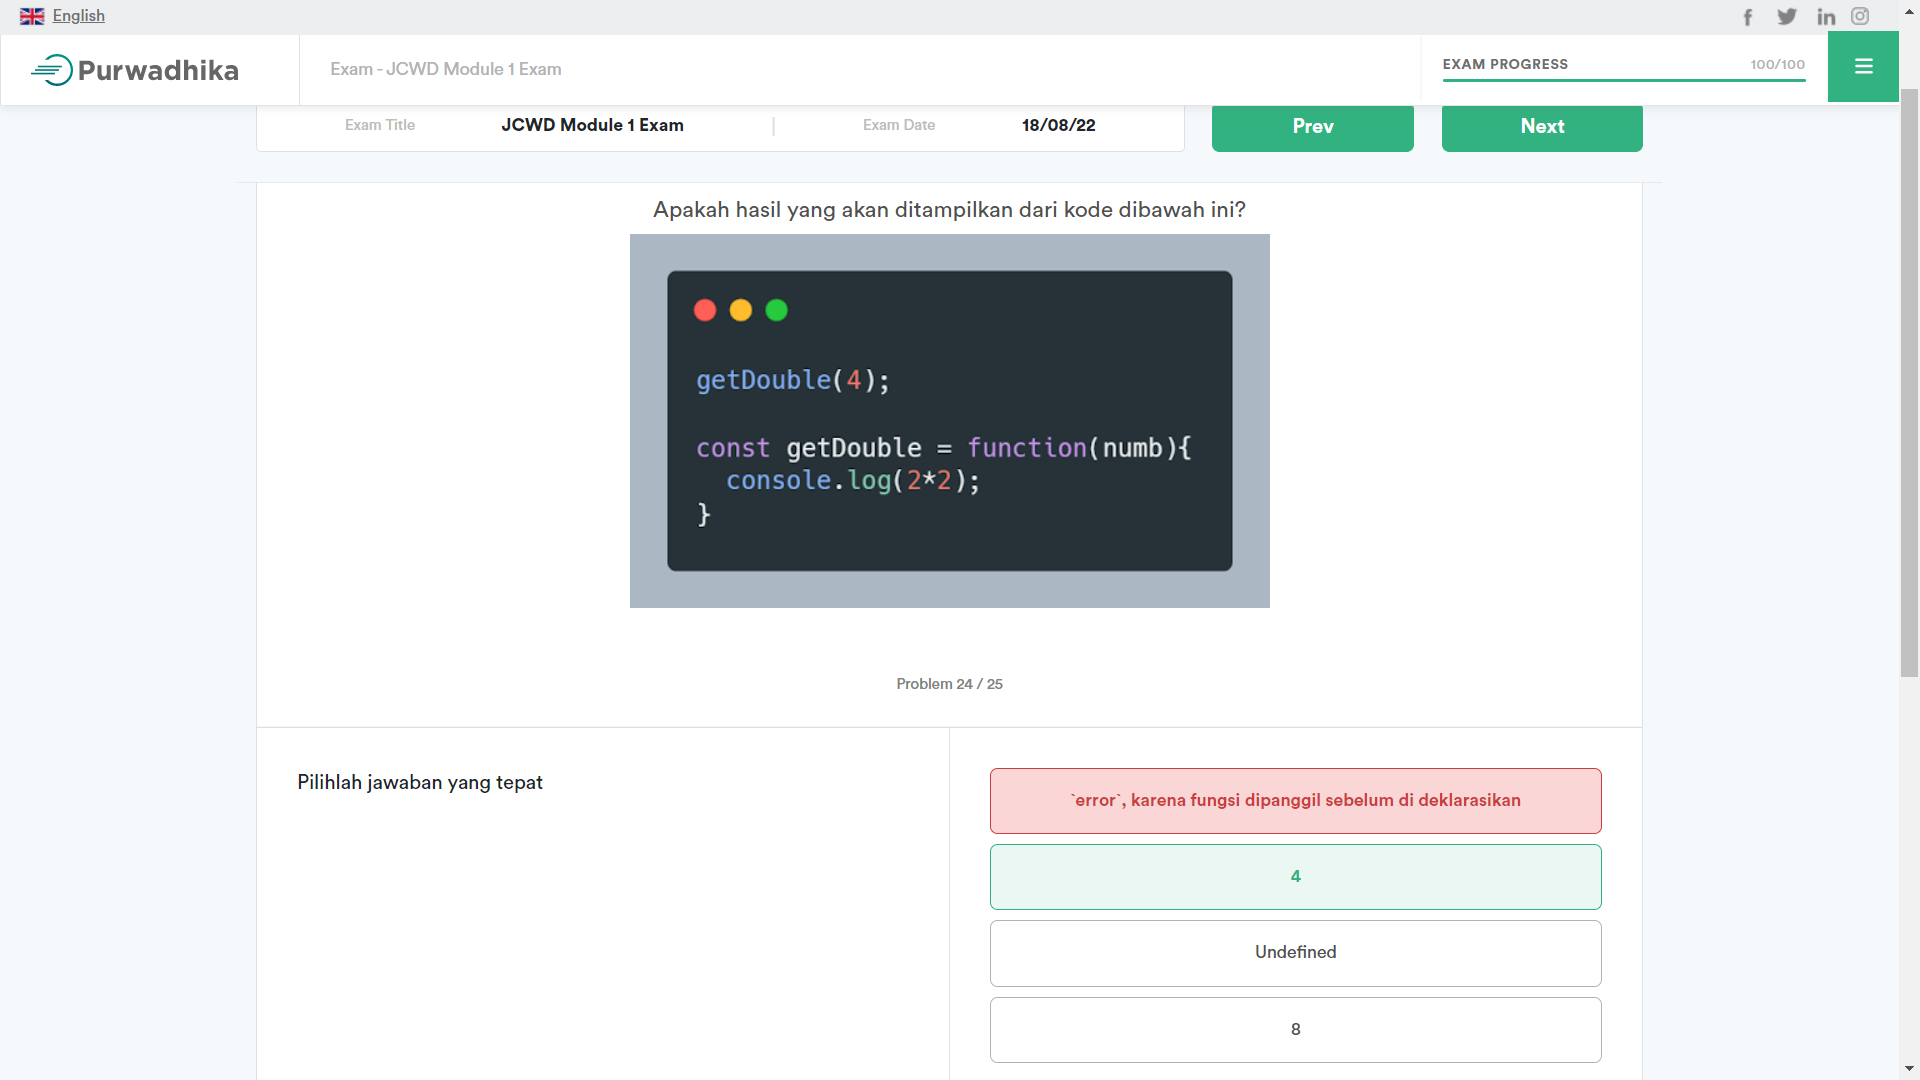 English
Purwadhika
Exam - JCWD Module 1 Exam
EXAM PROGRESS
100/100
Exam Title
JCWD Module 1 Exam
Exam Date
18/08/22
Prev
Next
Apakah hasil yang akan ditampilkan dari kode dibawah ini?
getDouble(4);
const getDouble = function(numb){
console.log(2*2);
}
Problem 24 / 25
Pilihlah jawaban yang tepat
`error`, karena fungsi dipanggil sebelum di deklarasikan
4
Undefined
8